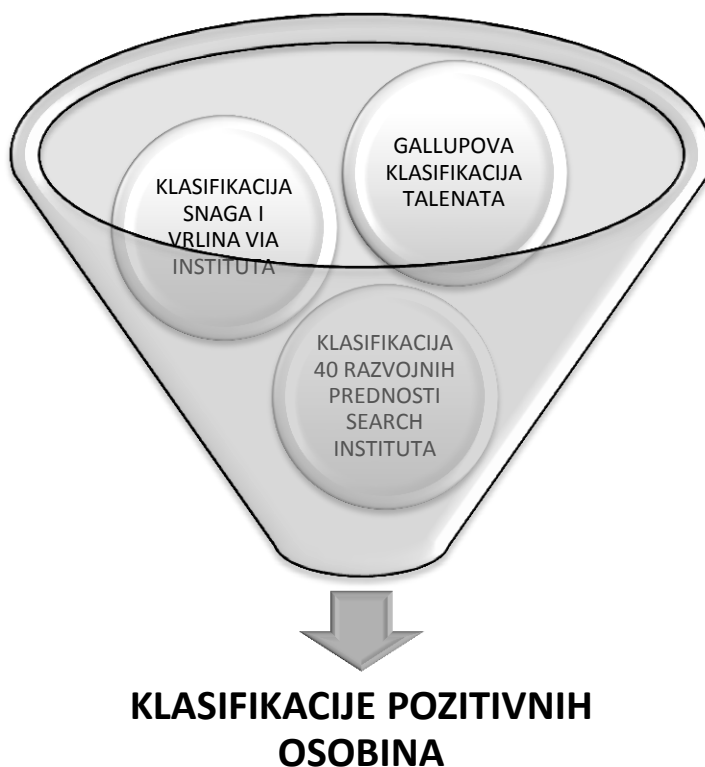 KLASIFIKACIJA
SNAGA I
VRLINA VIA
INSTITUTA
GALLUPOVA
KLASIFIKACIJA
TALENATA
KLASIFIKACIJA
40 RAZVOJNIH
PREDNOSTI
SEARCH
INSTITUTA
KLASIFIKACIJE POZITIVNIH
OSOBINA